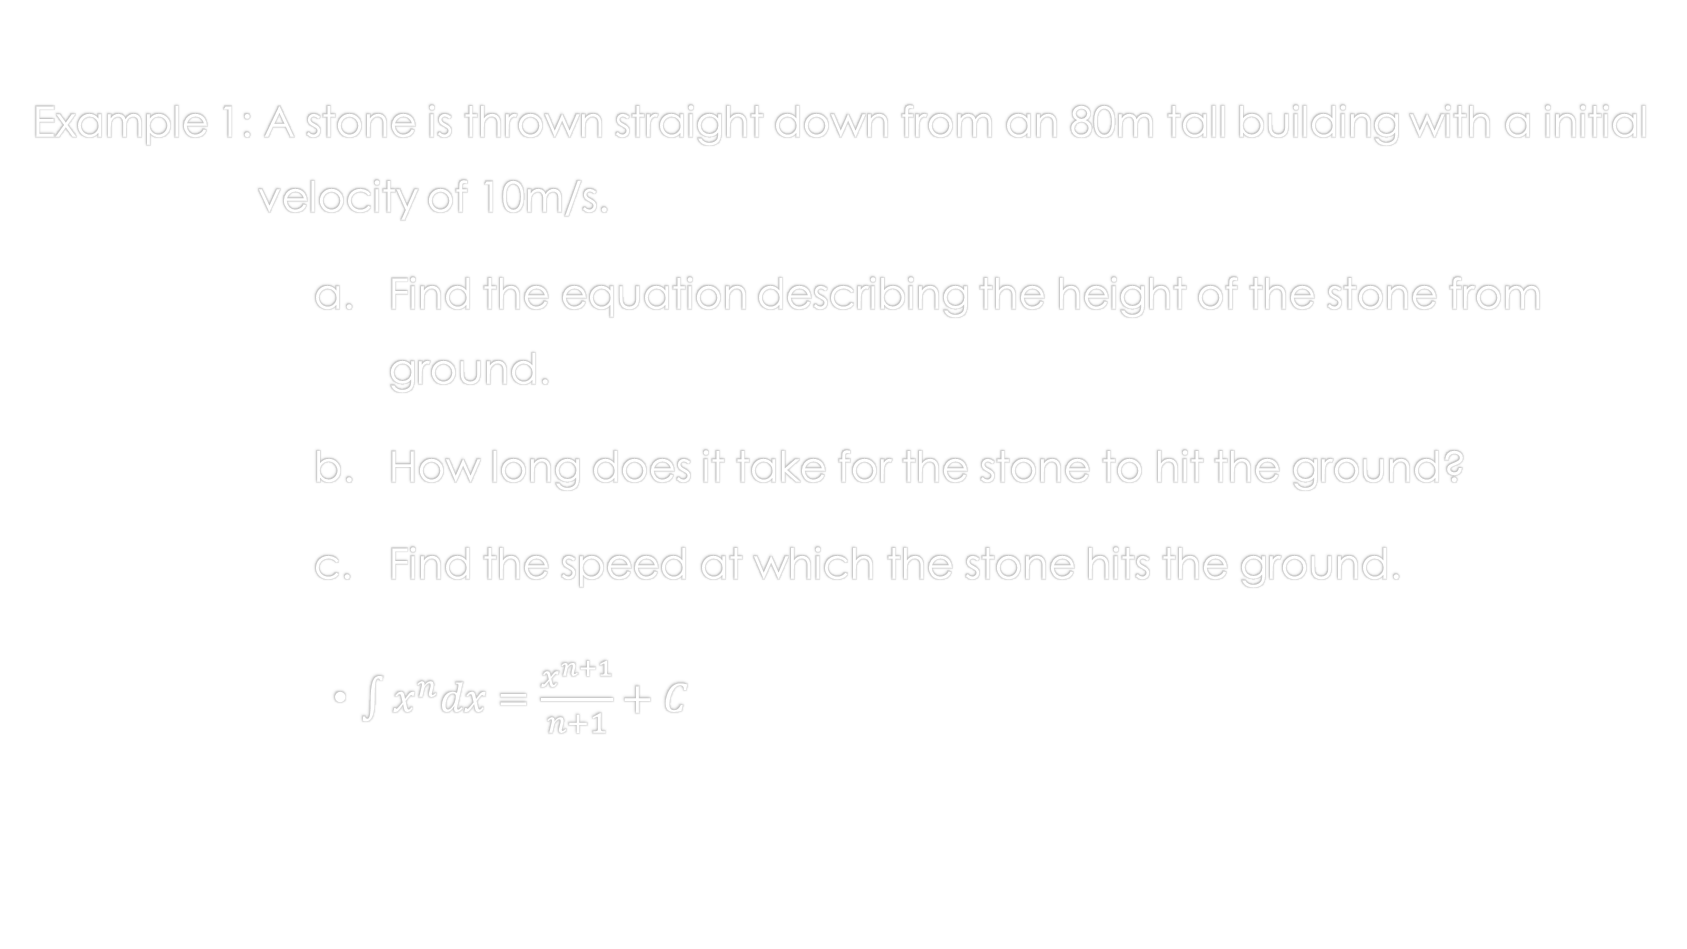 Example 1: A stone is thrown straight down from an 80m tall building with a initial
velocity of 10m/s.
a. Find the equation describing the height of the stone from
ground.
b. How long does it take for the stone to hit the ground?
c. Find the speed at which the stone hits the ground.
• ∫ xⁿ dx = xⁿ⁺¹/n+1 + C